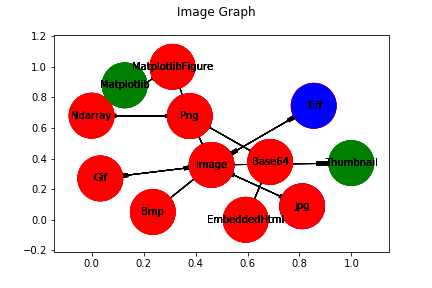 Image Graph
1.2
1.0
0.8
0.6
0.4
0.2
0.0
−0.2
MatplotlibFigure
Matplotlib
Tiff
Ndarray
Png
Image
Base64
Thumbnail
Gif
Bmp
EmbeddedHtml
Jpg
0.0 0.2 0.4 0.6 0.8 1.0